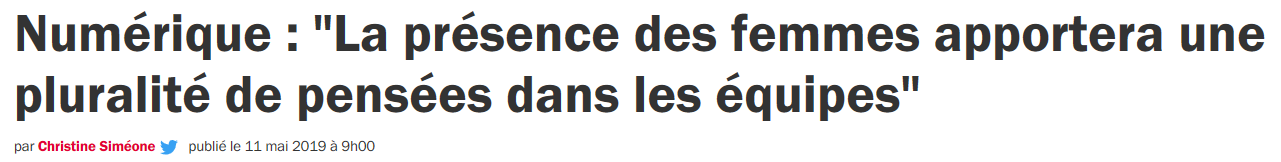 Numérique : "La présence des femmes apportera une
pluralité de pensées dans les équipes"
par Christine Siméone publié le 11 mai 2019 à 9h00